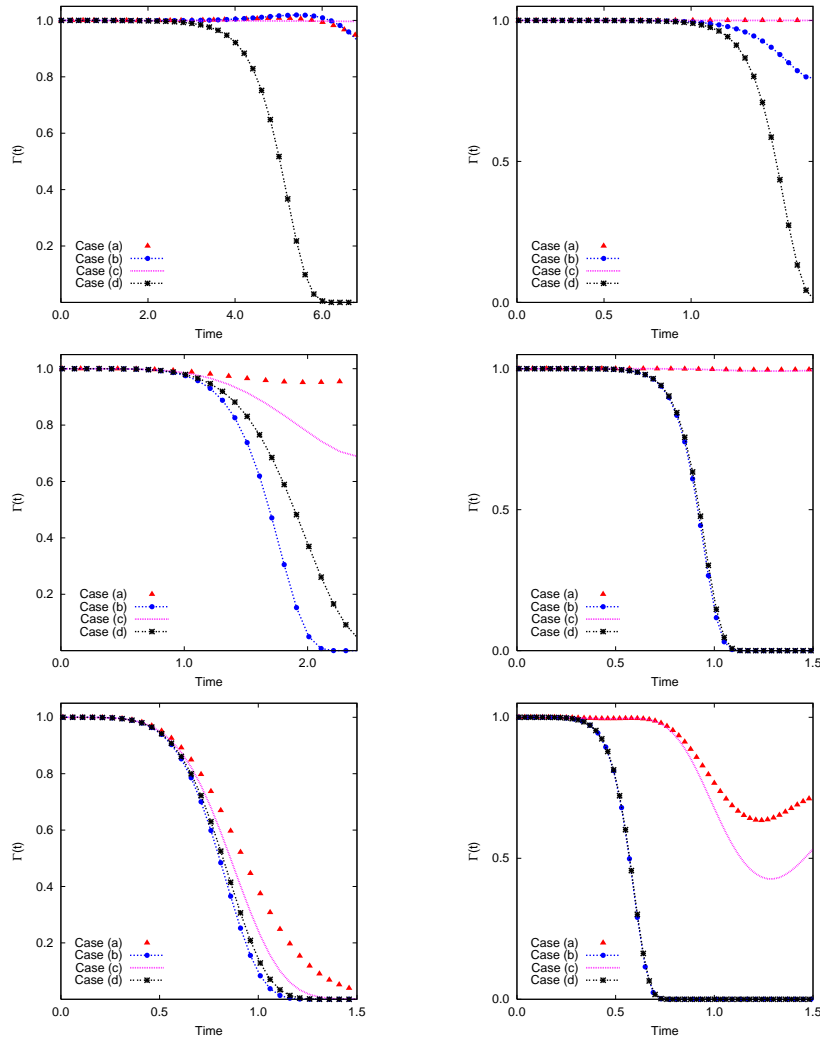 1.0
0.8
0.6
0.4
0.2
0.0 2.0 4.0 6.0
Γ(t)
Time
Case (a)
Case (b)
Case (c)
Case (d)
1.0
0.5
0.0
0.0 0.5 1.0
Γ(t)
Time
Case (a)
Case (b)
Case (c)
Case (d)
1.0
0.8
0.6
0.4
0.2
0.0 1.0 2.0
Γ(t)
Time
Case (a)
Case (b)
Case (c)
Case (d)
1.0
0.5
0.0
0.0 0.5 1.0 1.5
Γ(t)
Time
Case (a)
Case (b)
Case (c)
Case (d)
1.0
0.8
0.6
0.4
0.2
0.0 0.5 1.0 1.5
Γ(t)
Time
Case (a)
Case (b)
Case (c)
Case (d)
1.0
0.5
0.0
0.0 0.5 1.0 1.5
Γ(t)
Time
Case (a)
Case (b)
Case (c)
Case (d)